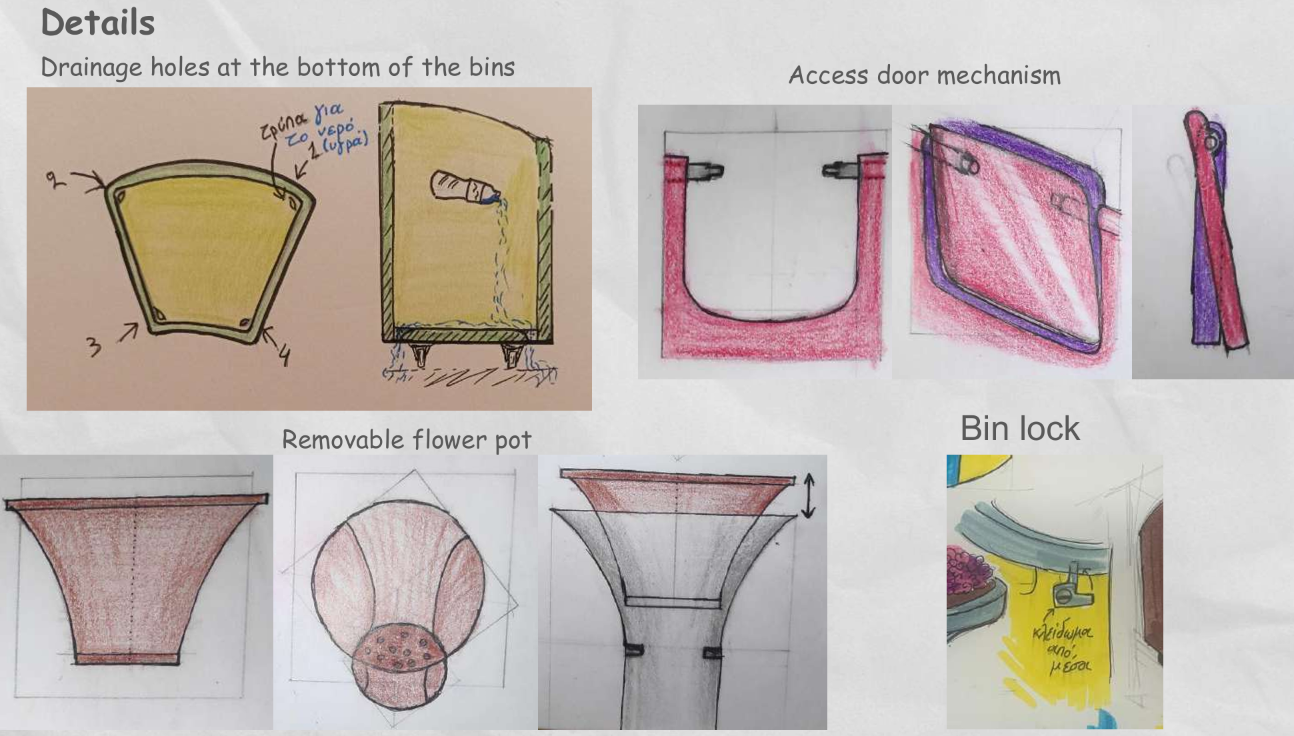 Details
Drainage holes at the bottom of the bins
Access door mechanism
τρύπα για
το νερό
(υγρά)
1
2
3
4
Removable flower pot
Bin lock
κλείδωμα
από
μέσα